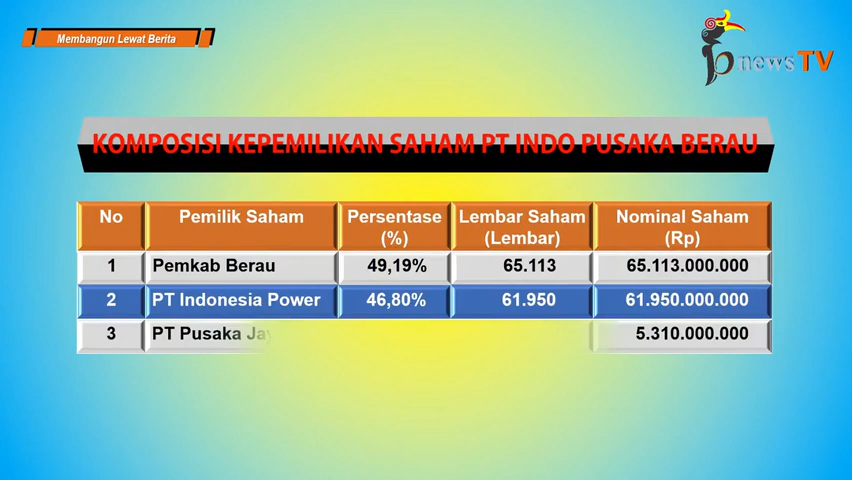 Membangun Lewat Berita
bnewsTV
KOMPOSISI KEPEMILIKAN SAHAM PT INDO PUSAKA BERAU
No Pemilik Saham Persentase (%) Lembar Saham (Lembar) Nominal Saham (Rp)
1 Pemkab Berau 49,19% 65.113 65.113.000.000
2 PT Indonesia Power 46,80% 61.950 61.950.000.000
3 PT Pusaka 5.310.000.000